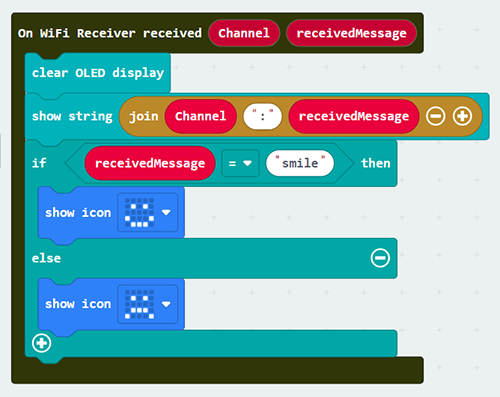 On WiFi Receiver received Channel receivedMessage
clear OLED display
show string join Channel ":" receivedMessage
if receivedMessage = "smile" then
show icon
else
show icon